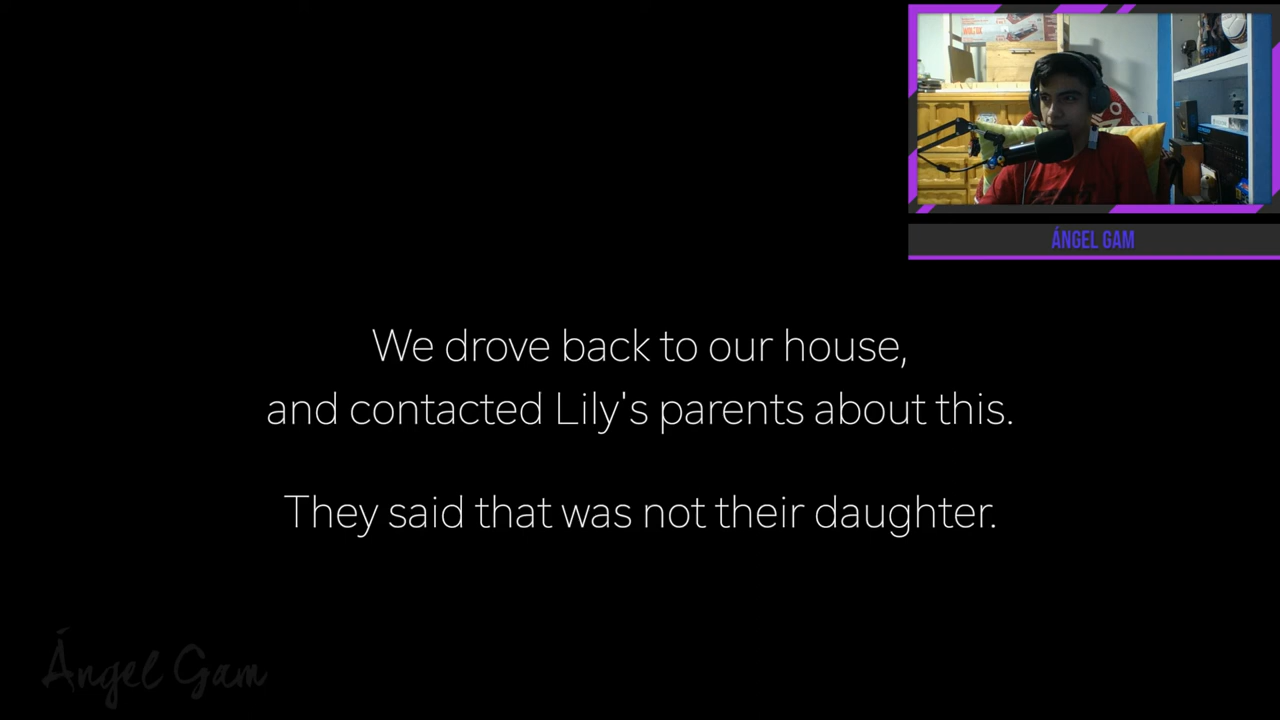 ÁNGEL GAM
We drove back to our house,
and contacted Lily's parents about this.
They said that was not their daughter.
Ángel Gam